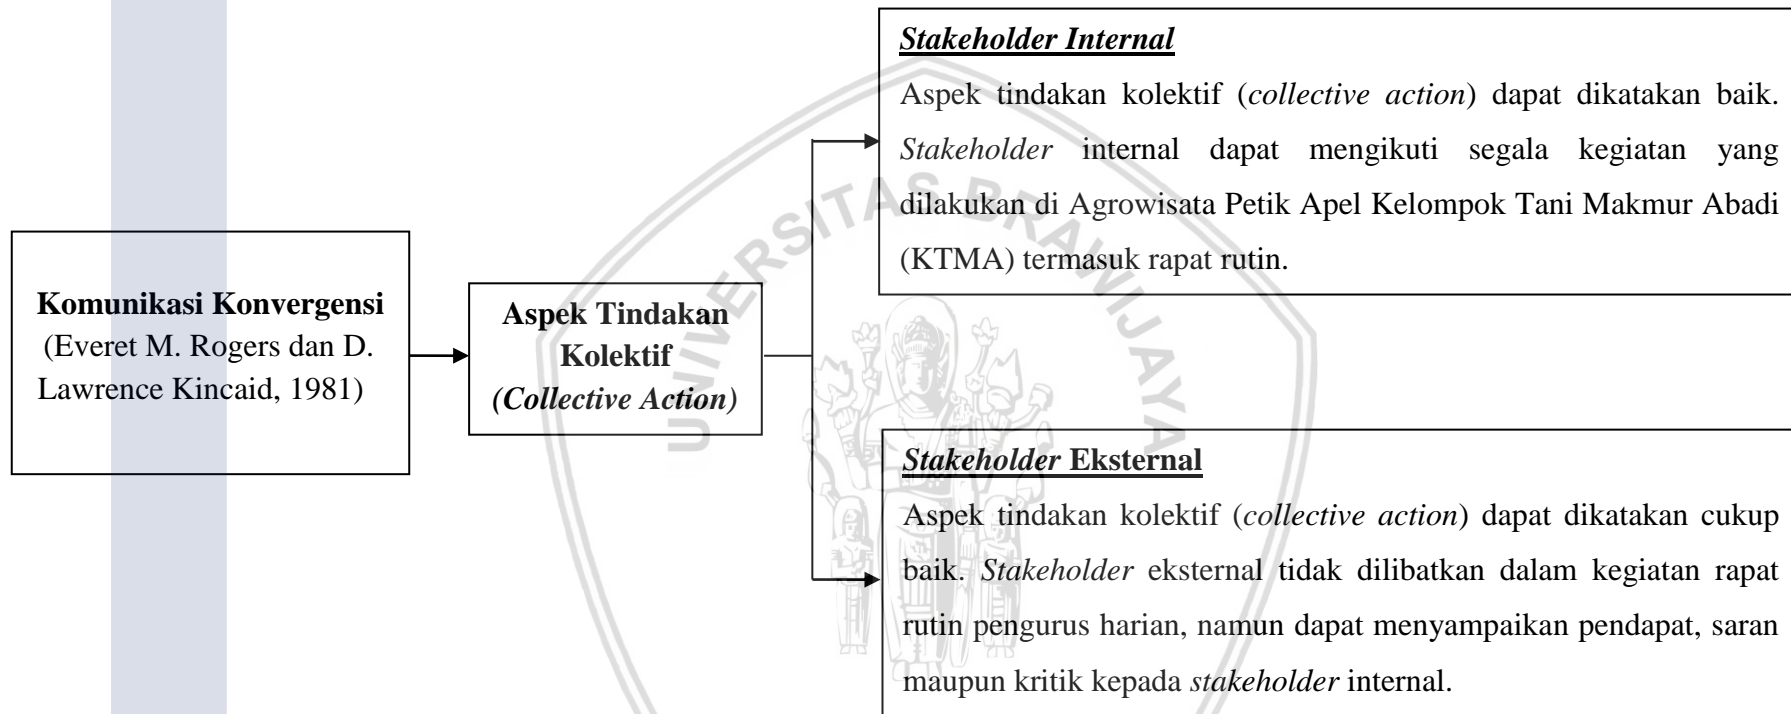 Stakeholder Internal
Aspek tindakan kolektif (collective action) dapat dikatakan baik.
Stakeholder internal dapat mengikuti segala kegiatan yang
dilakukan di Agrowisata Petik Apel Kelompok Tani Makmur Abadi
(KTMA) termasuk rapat rutin.
Komunikasi Konvergensi
(Everet M. Rogers dan D.
Lawrence Kincaid, 1981)
Aspek Tindakan
Kolektif
(Collective Action)
Stakeholder Eksternal
Aspek tindakan kolektif (collective action) dapat dikatakan cukup
baik. Stakeholder eksternal tidak dilibatkan dalam kegiatan rapat
rutin pengurus harian, namun dapat menyampaikan pendapat, saran
maupun kritik kepada stakeholder internal.
UNIVERSITAS BRAWIJAYA